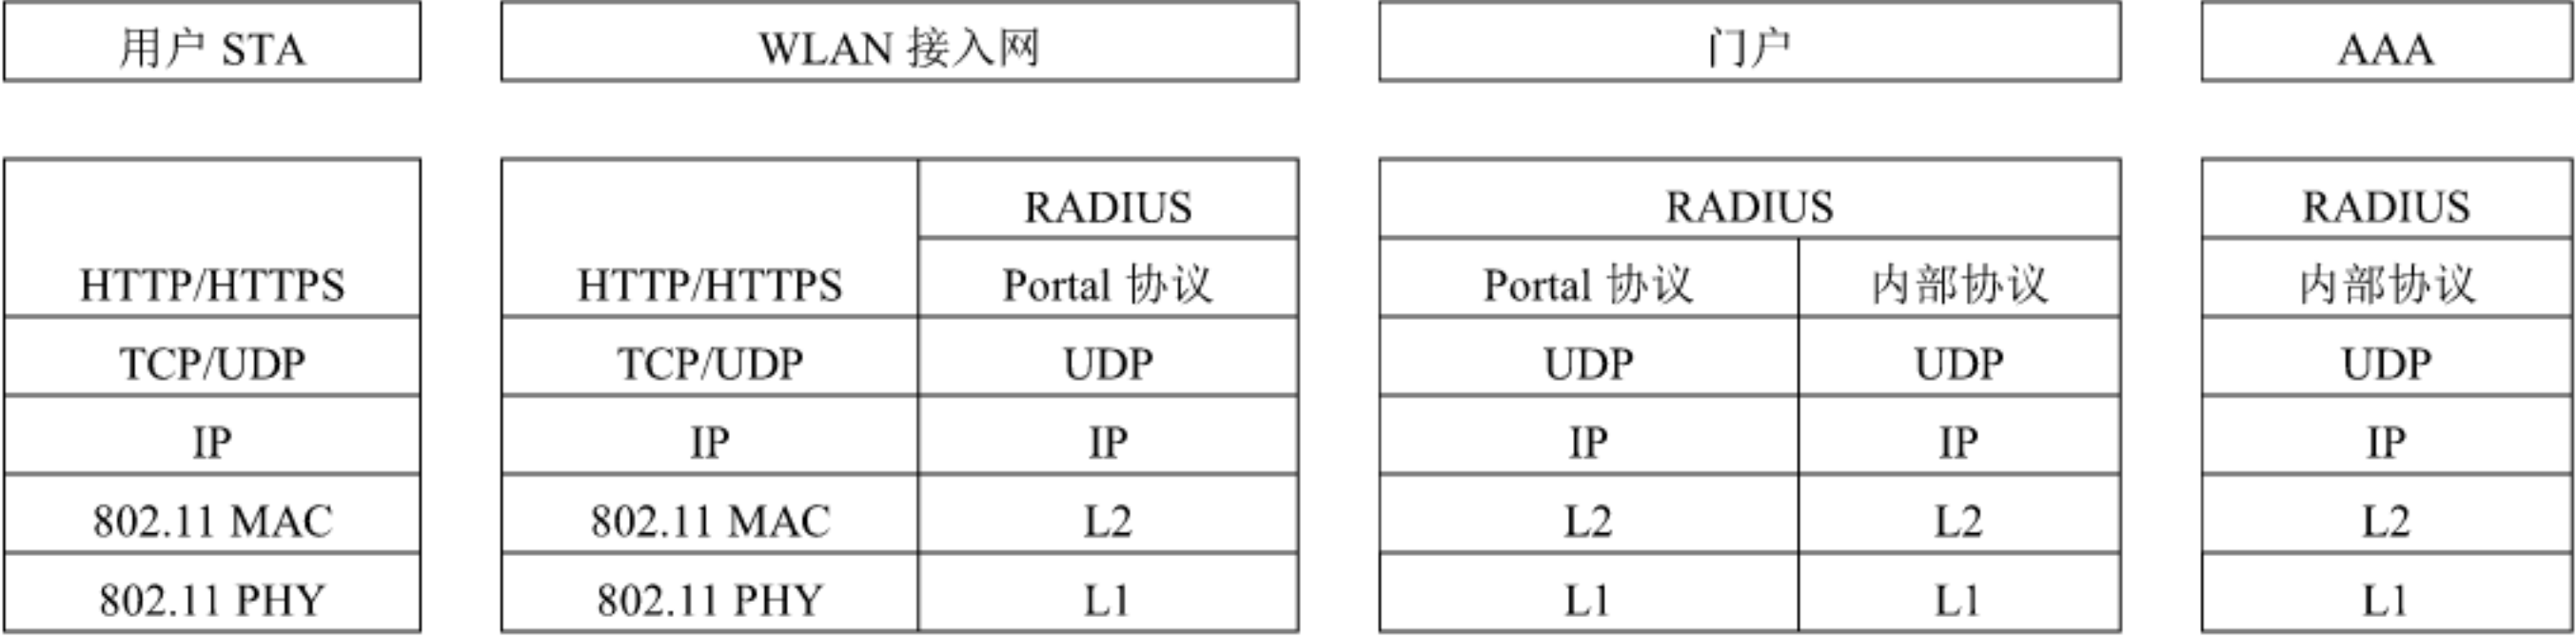 用户 STA
WLAN 接入网
门户
AAA
RADIUS
RADIUS
RADIUS
HTTP/HTTPS
HTTP/HTTPS
Portal 协议
Portal 协议
内部协议
内部协议
TCP/UDP
TCP/UDP
UDP
UDP
UDP
UDP
IP
IP
IP
IP
IP
IP
802.11 MAC
802.11 MAC
L2
L2
L2
L2
802.11 PHY
802.11 PHY
L1
L1
L1
L1